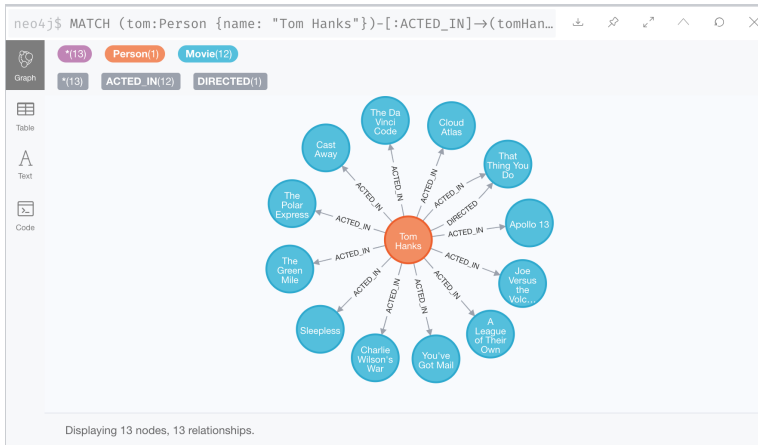 neo4j$ MATCH (tom:Person {name: "Tom Hanks"})-[:ACTED_IN]→(tomHan…
Graph
*(13) Person(1) Movie(12)
*(13) ACTED_IN(12) DIRECTED(1)
Table
Text
Code
The Da
Vinci
Code
Cloud
Atlas
Cast
Away
That
Thing You
Do
The
Polar
Express
Apollo 13
Tom
Hanks
The
Green
Mile
Joe
Versus
the
Volc…
Sleepless
A
League
of Their
Own
Charlie
Wilson's
War
You've
Got Mail
ACTED_IN
ACTED_IN
ACTED_IN
ACTED_IN
DIRECTED
ACTED_IN
ACTED_IN
ACTED_IN
ACTED_IN
ACTED_IN
ACTED_IN
ACTED_IN
ACTED_IN
Displaying 13 nodes, 13 relationships.